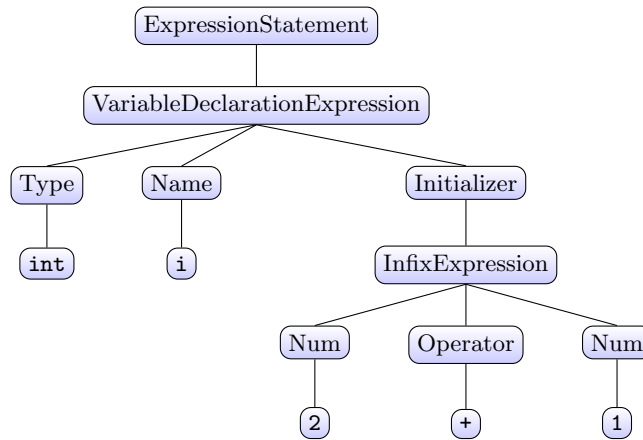 ExpressionStatement
VariableDeclarationExpression
Type Name Initializer
int i InfixExpression
Num Operator Num
2 + 1